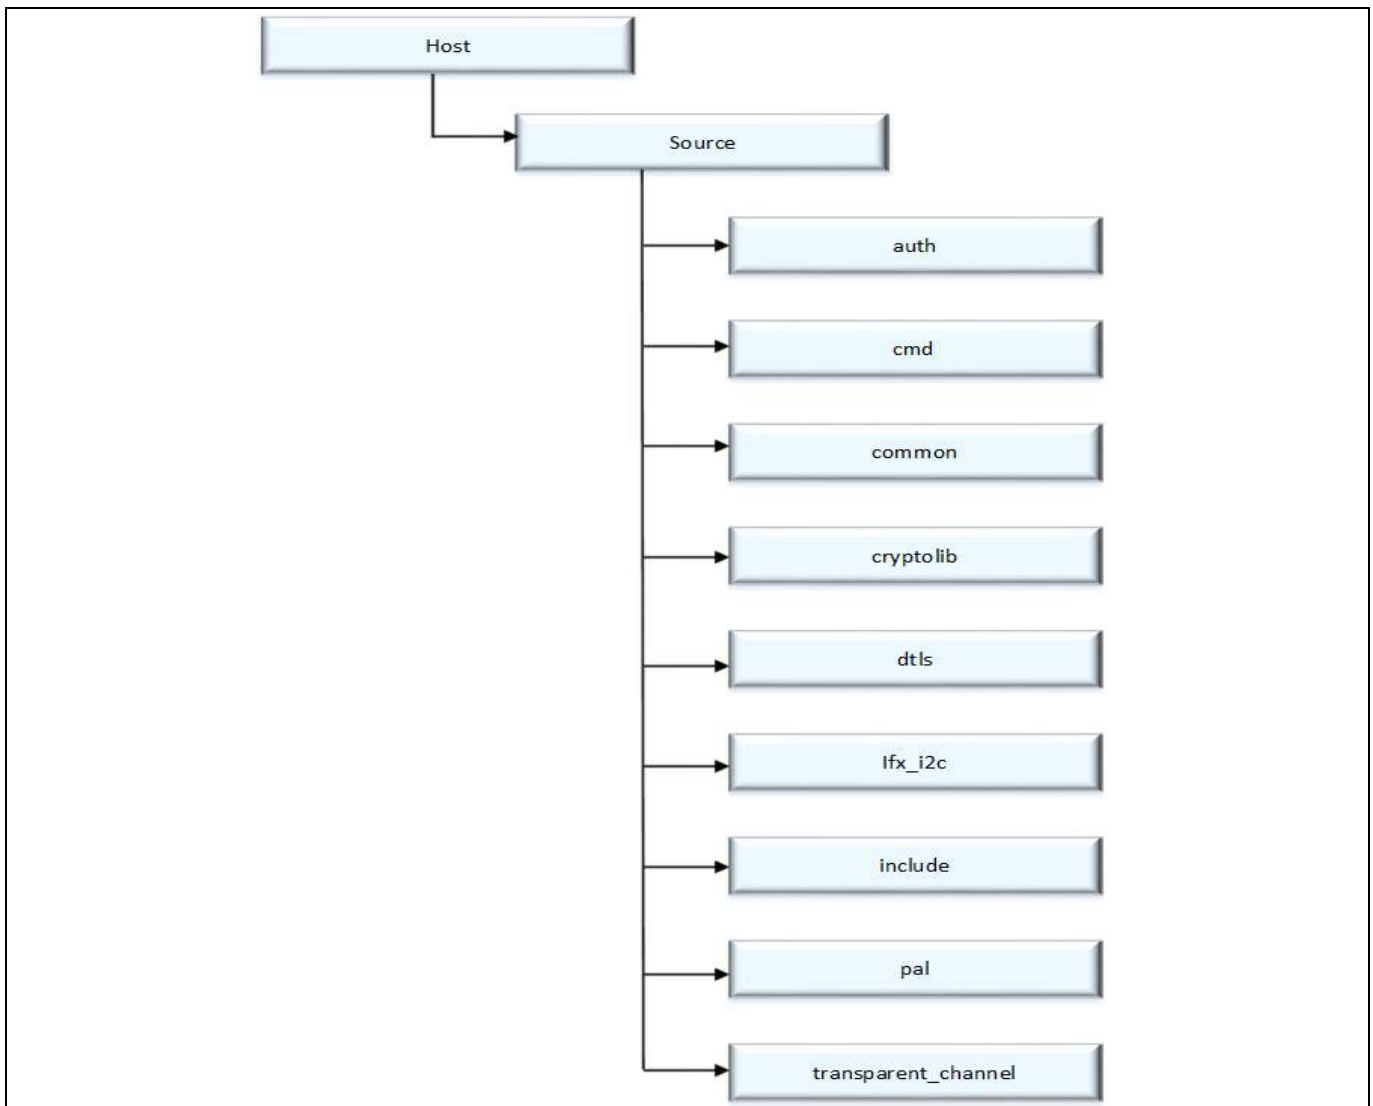 Host
Source
auth
cmd
common
cryptolib
dtls
Ifx_i2c
include
pal
transparent_channel